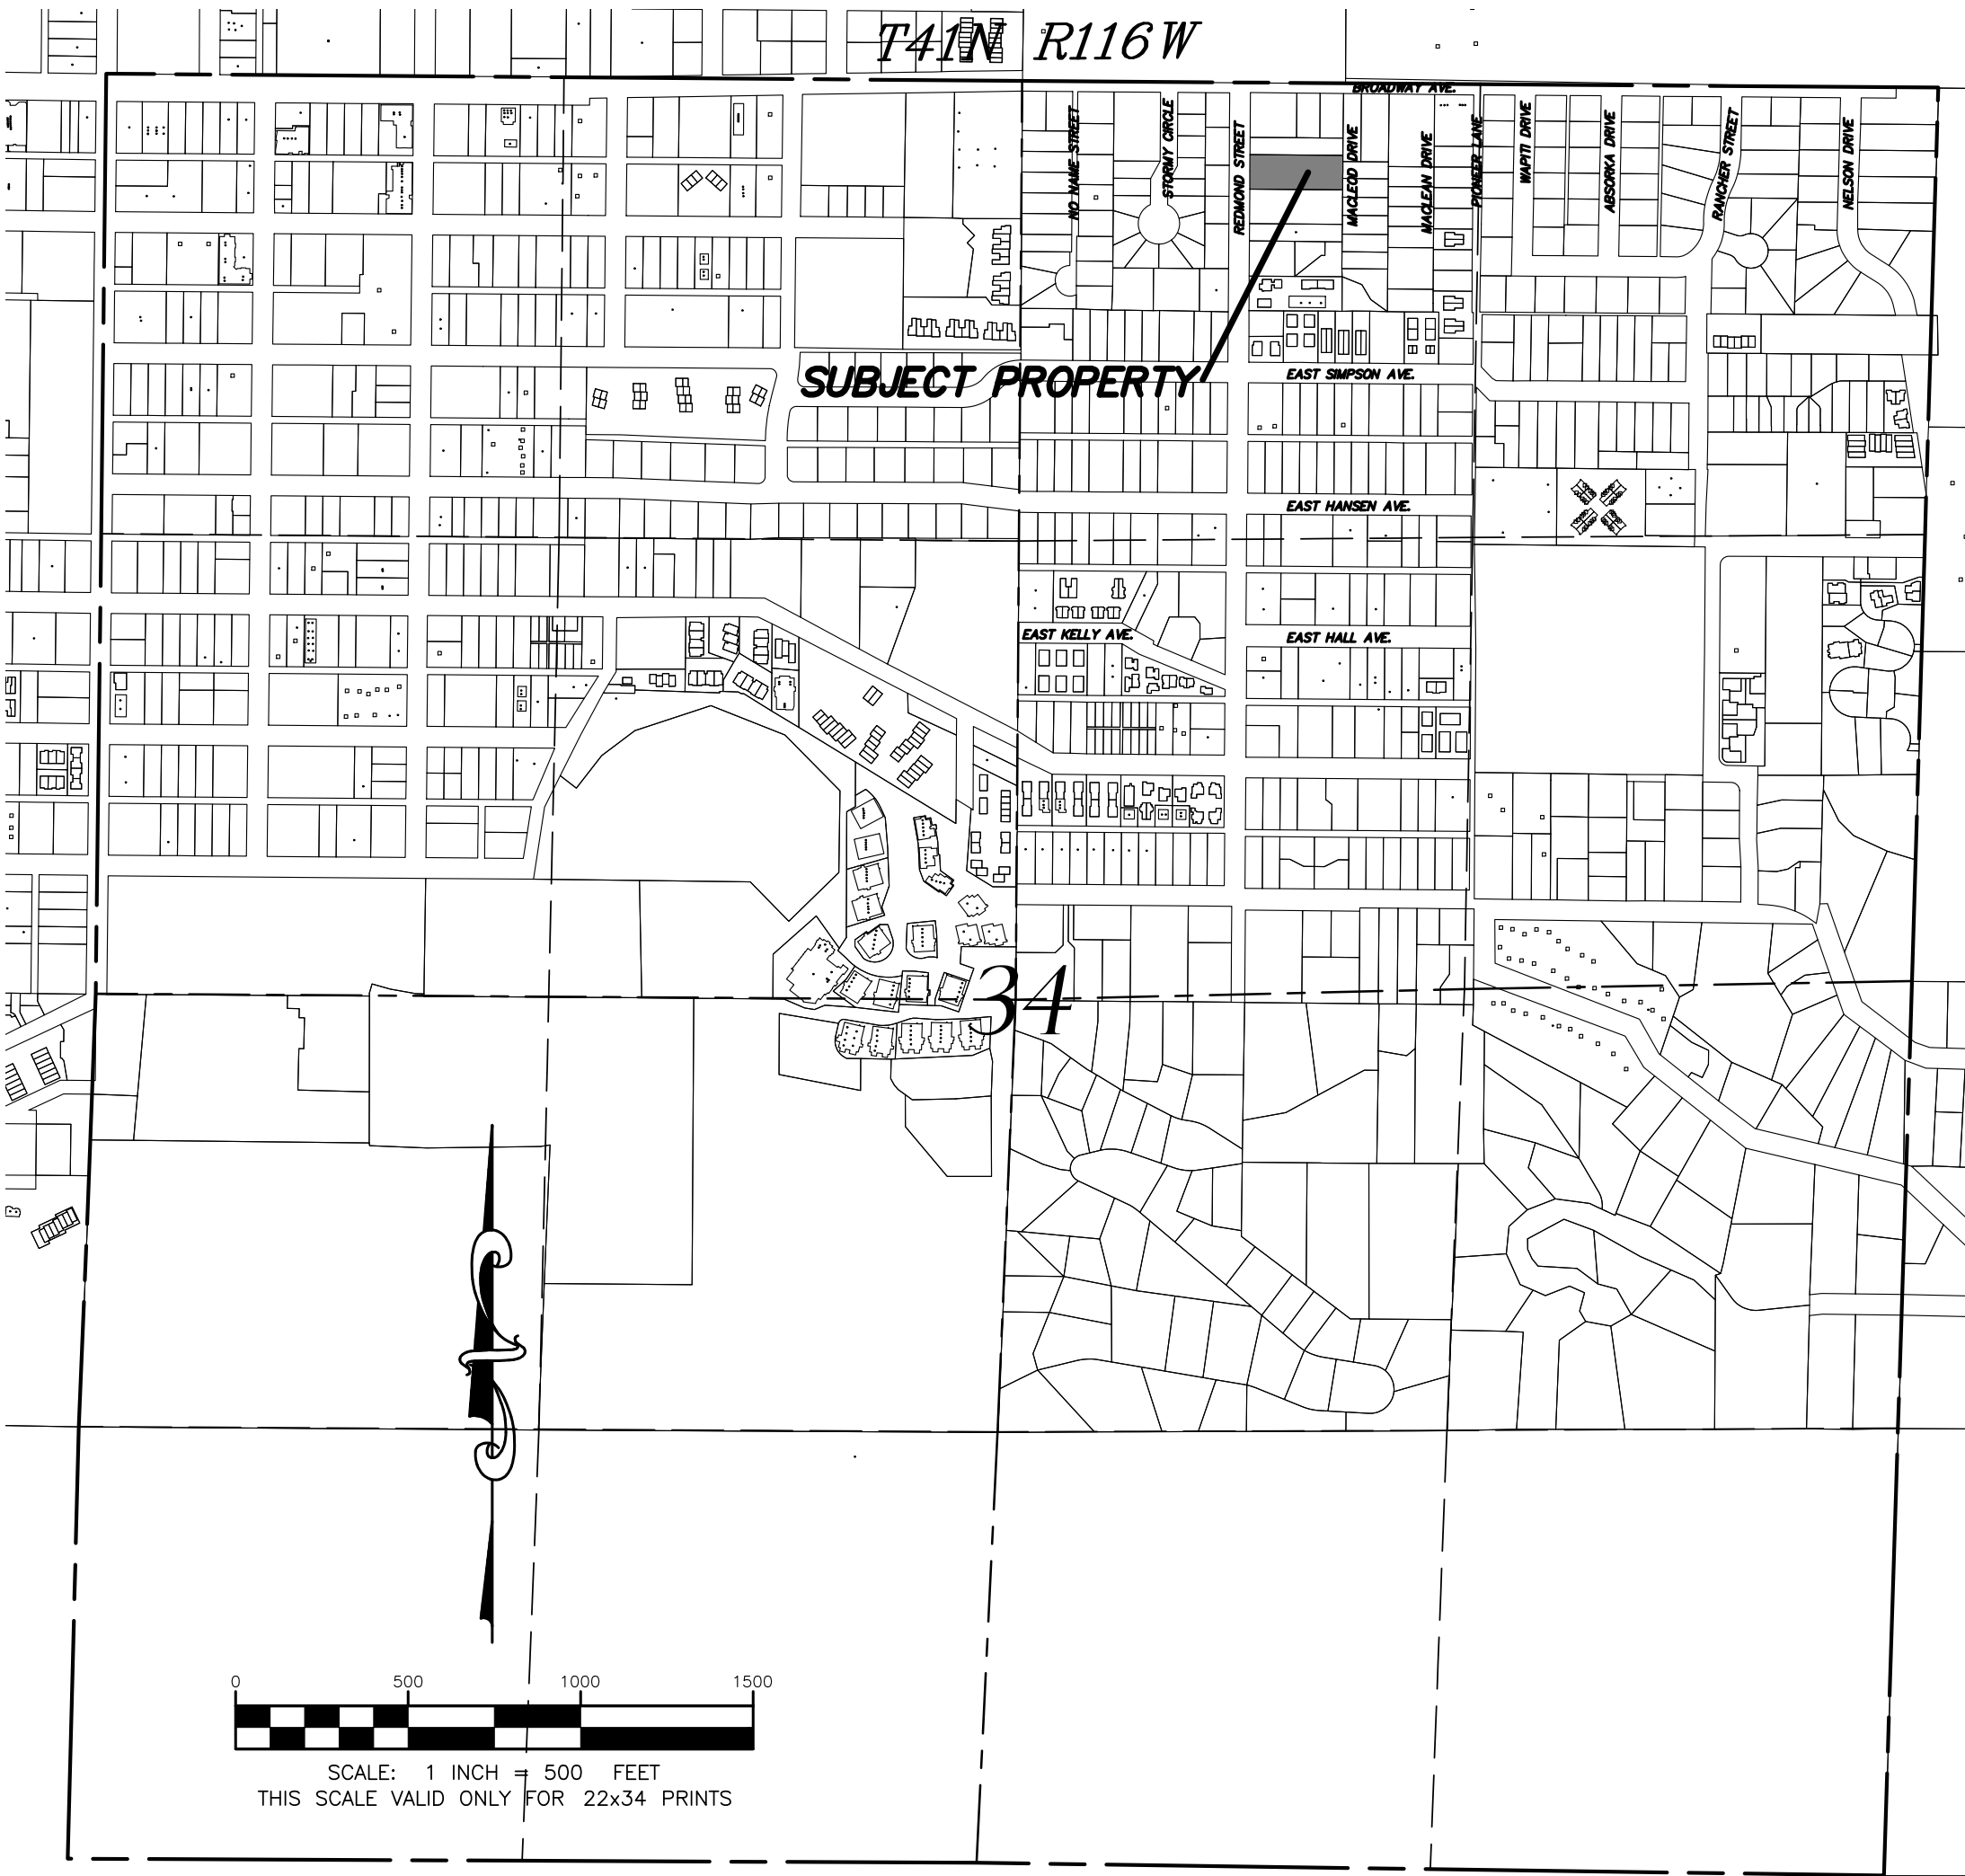 T41N R116W
BROADWAY AVE.
NO NAME STREET
STORMY CIRCLE
REDMOND STREET
MACLEOD DRIVE
MACLEAN DRIVE
PIONEER LANE
WAPITI DRIVE
ABSORKA DRIVE
RANCHER STREET
NELSON DRIVE
SUBJECT PROPERTY
EAST SIMPSON AVE.
EAST HANSEN AVE.
EAST KELLY AVE.
EAST HALL AVE.
34
0 500 1000 1500
SCALE: 1 INCH = 500 FEET
THIS SCALE VALID ONLY FOR 22x34 PRINTS